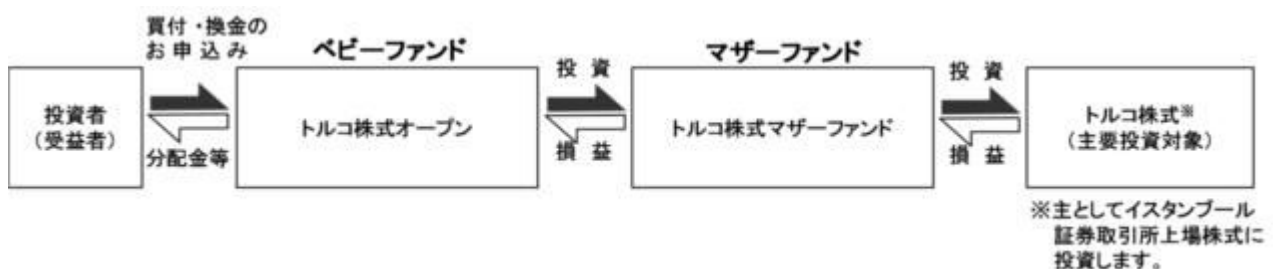 買付・換金の
お申込み
ベビーファンド
マザーファンド
投資
投資
投資者
(受益者)
トルコ株式オープン
トルコ株式マザーファンド
トルコ株式※
(主要投資対象)
分配金等
損益
損益
※主としてイスタンブール
証券取引所上場株式に
投資します。